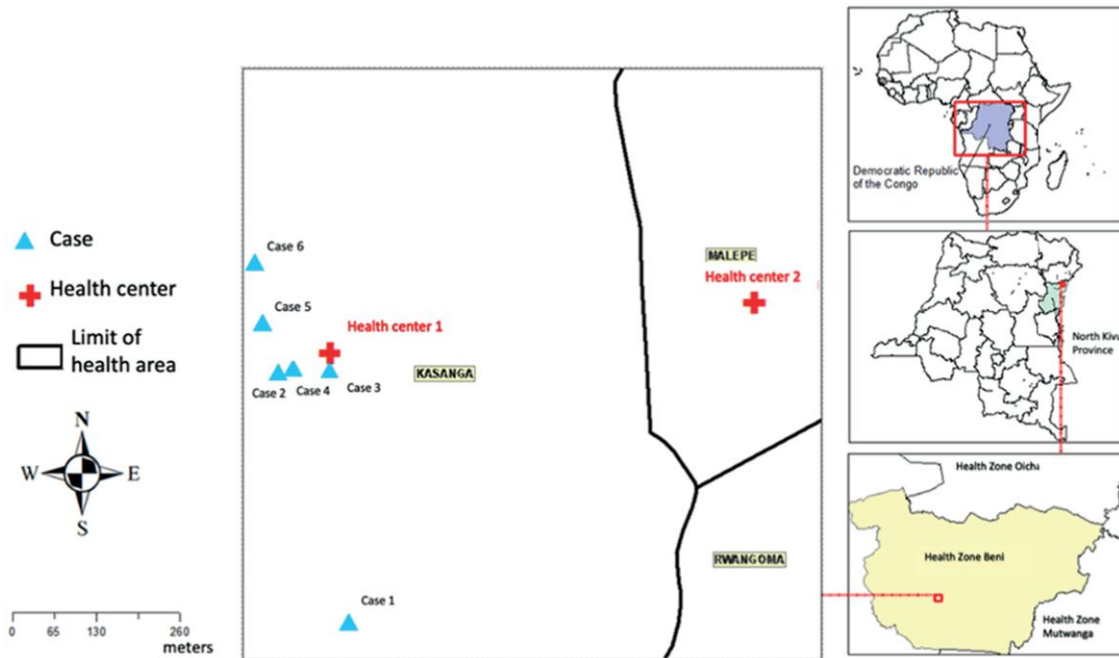 Case
Health center
Limit of
health area
N
W
E
S
0 65 130 260
meters
Case 6
Case 5
Health center 1
KASANGA
Case 2
Case 4
Case 3
Case 1
MALEPE
Health center 2
RWANGOMA
Democratic Republic
of the Congo
North Kivu
Province
Health Zone Oicha
Health Zone Beni
Health Zone
Mutwanga